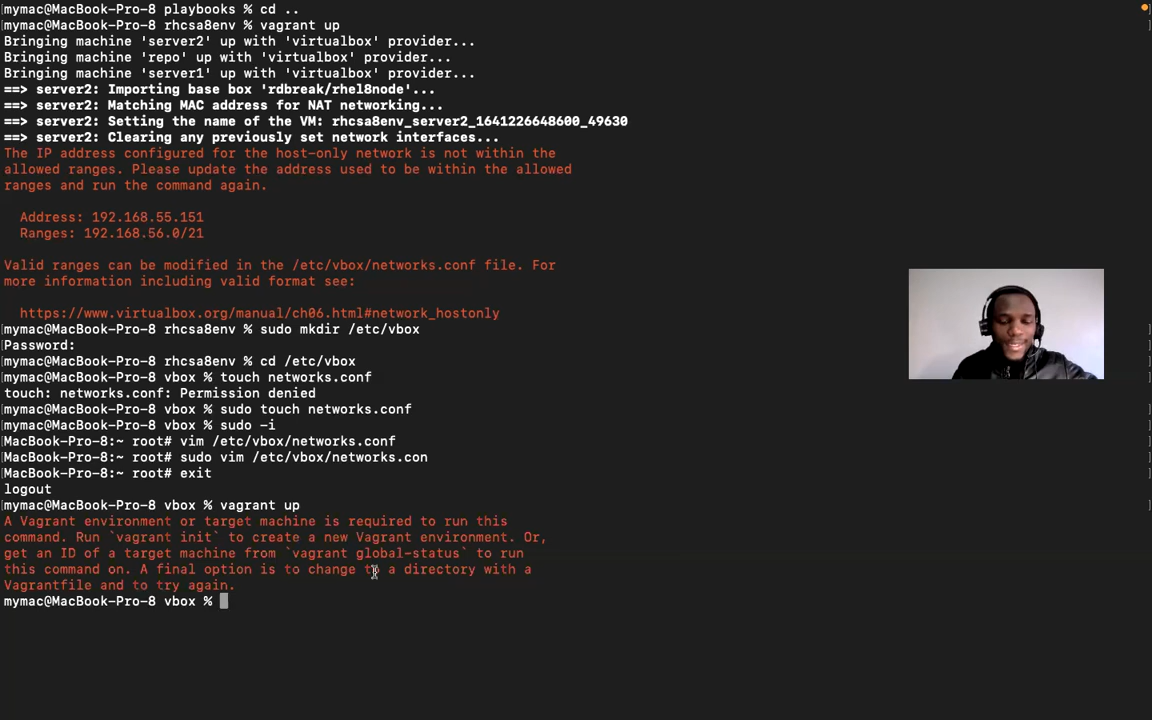 [mymac@MacBook-Pro-8 playbooks % cd ..
[mymac@MacBook-Pro-8 rhcsa8env % vagrant up
Bringing machine 'server2' up with 'virtualbox' provider...
Bringing machine 'repo' up with 'virtualbox' provider...
Bringing machine 'server1' up with 'virtualbox' provider...
==> server2: Importing base box 'rdbreak/rhel8node'...
==> server2: Matching MAC address for NAT networking...
==> server2: Setting the name of the VM: rhcsa8env_server2_1641226648600_49630
==> server2: Clearing any previously set network interfaces...
The IP address configured for the host-only network is not within the
allowed ranges. Please update the address used to be within the allowed
ranges and run the command again.
Address: 192.168.55.151
Ranges: 192.168.56.0/21
Valid ranges can be modified in the /etc/vbox/networks.conf file. For
more information including valid format see:
https://www.virtualbox.org/manual/ch06.html#network_hostonly
[mymac@MacBook-Pro-8 rhcsa8env % sudo mkdir /etc/vbox
[Password:
[mymac@MacBook-Pro-8 rhcsa8env % cd /etc/vbox
[mymac@MacBook-Pro-8 vbox % touch networks.conf
touch: networks.conf: Permission denied
[mymac@MacBook-Pro-8 vbox % sudo touch networks.conf
[mymac@MacBook-Pro-8 vbox % sudo -i
[MacBook-Pro-8:~ root# vim /etc/vbox/networks.conf
[MacBook-Pro-8:~ root# sudo vim /etc/vbox/networks.con
[MacBook-Pro-8:~ root# exit
logout
[mymac@MacBook-Pro-8 vbox % vagrant up
A Vagrant environment or target machine is required to run this
command. Run `vagrant init` to create a new Vagrant environment. Or,
get an ID of a target machine from `vagrant global-status` to run
this command on. A final option is to change to a directory with a
Vagrantfile and to try again.
mymac@MacBook-Pro-8 vbox %